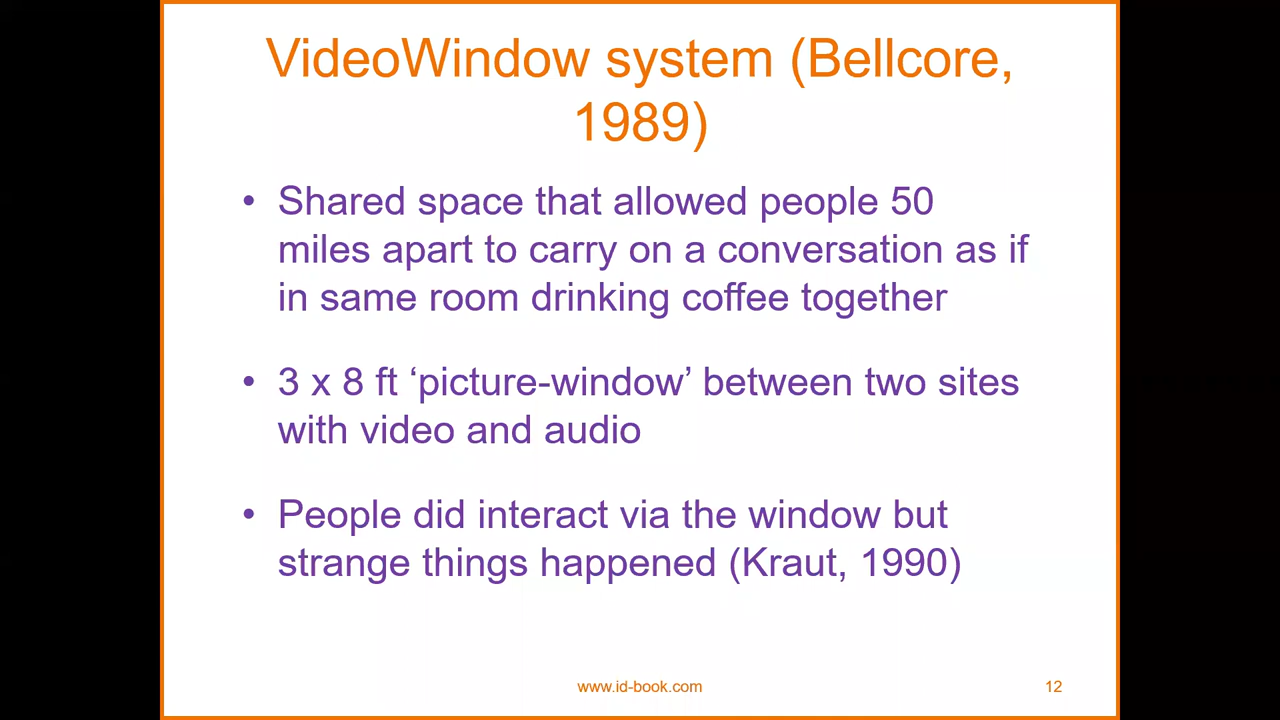 VideoWindow system (Bellcore,
1989)
• Shared space that allowed people 50
miles apart to carry on a conversation as if
in same room drinking coffee together
• 3 x 8 ft ‘picture-window’ between two sites
with video and audio
• People did interact via the window but
strange things happened (Kraut, 1990)
www.id-book.com
12